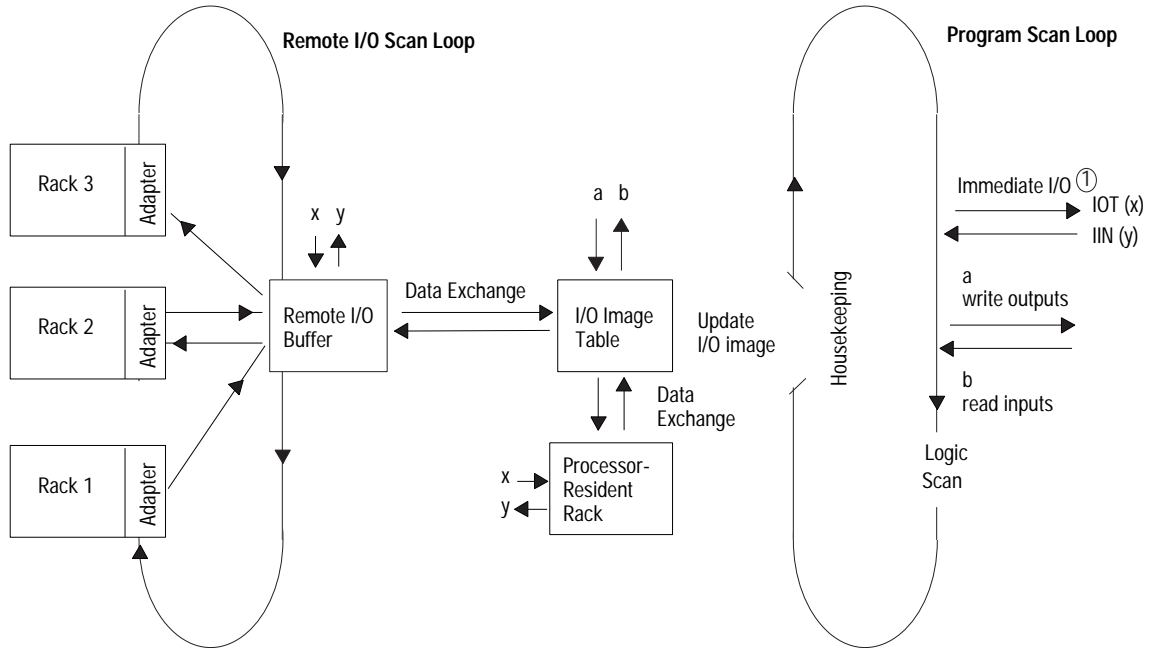 Remote I/O Scan Loop
Program Scan Loop
Rack 3
Adapter
Rack 2
Adapter
Rack 1
Adapter
x y
Remote I/O
Buffer
Data Exchange
a b
I/O Image
Table
Data
Exchange
x
y
Processor-
Resident
Rack
Update
I/O image
Housekeeping
Immediate I/O ①
IOT (x)
IIN (y)
a
write outputs
b
read inputs
Logic
Scan